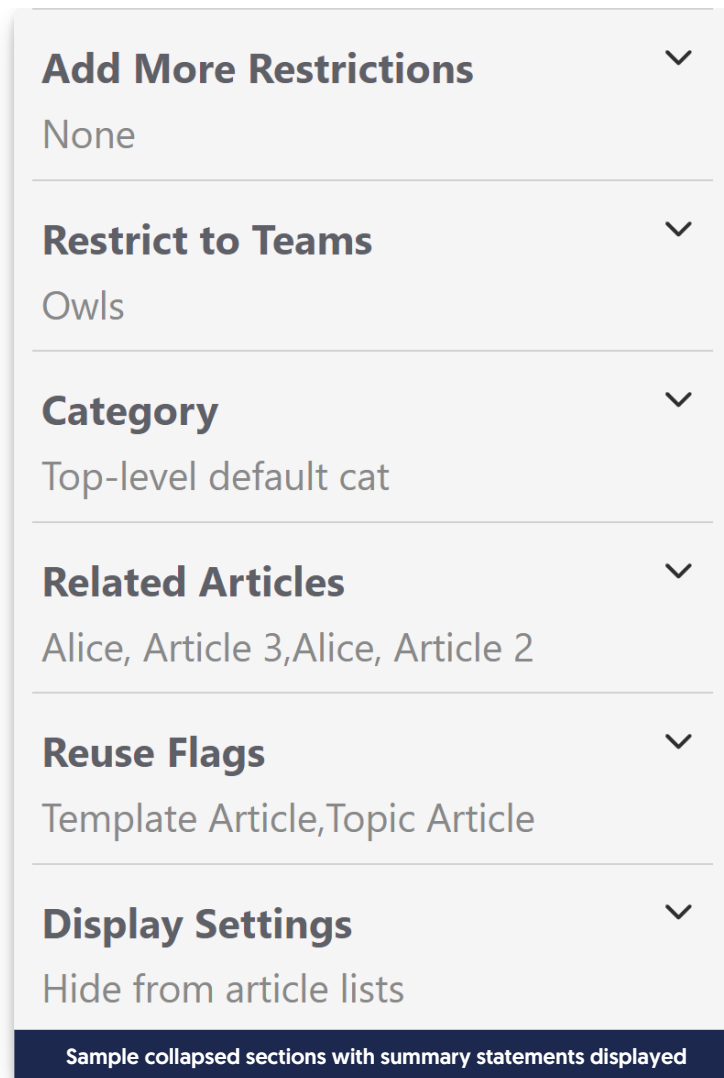 Add More Restrictions
None
Restrict to Teams
Owls
Category
Top-level default cat
Related Articles
Alice, Article 3,Alice, Article 2
Reuse Flags
Template Article,Topic Article
Display Settings
Hide from article lists
Sample collapsed sections with summary statements displayed